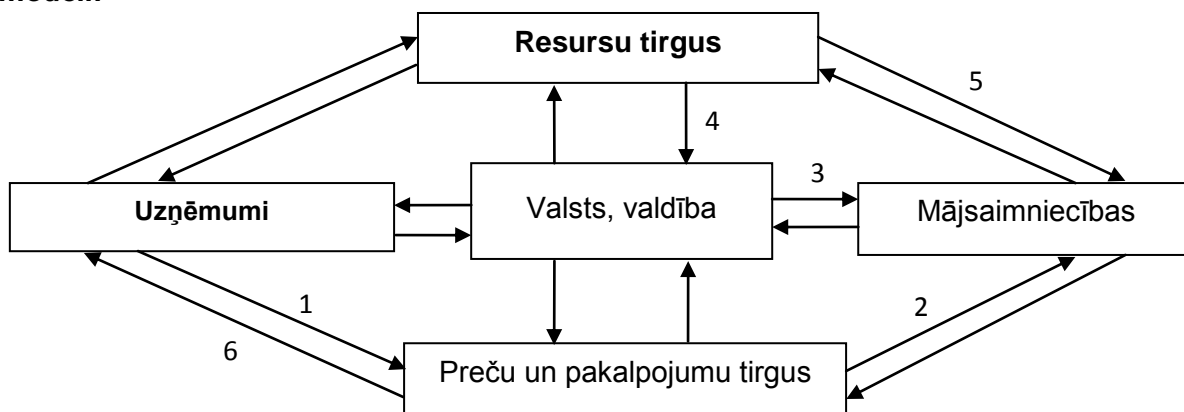 Resursu tirgus
5
4
3
Uzņēmumi
Valsts, valdība
Mājsaimniecības
1
2
6
Preču un pakalpojumu tirgus